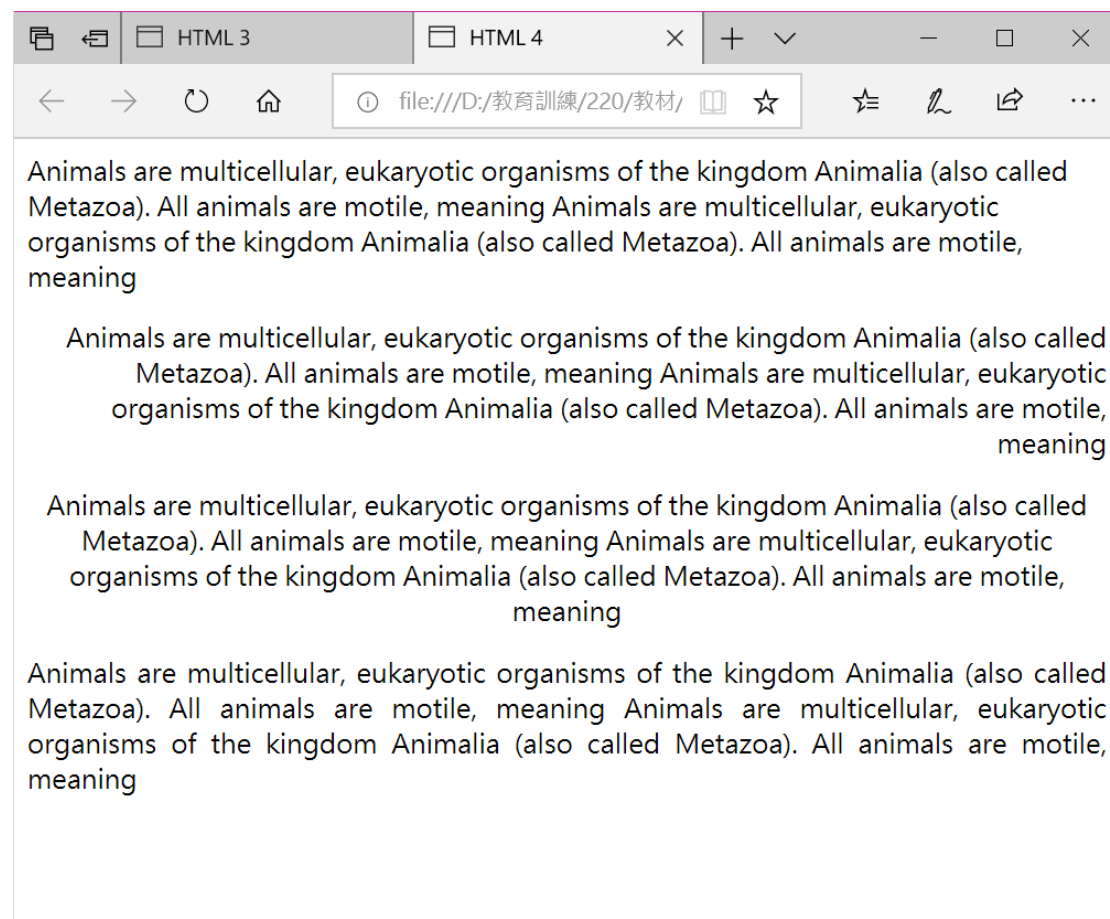 HTML 3
HTML 4
file:///D:/教育訓練/220/教材/
Animals are multicellular, eukaryotic organisms of the kingdom Animalia (also called
Metazoa). All animals are motile, meaning Animals are multicellular, eukaryotic
organisms of the kingdom Animalia (also called Metazoa). All animals are motile,
meaning
Animals are multicellular, eukaryotic organisms of the kingdom Animalia (also called
Metazoa). All animals are motile, meaning Animals are multicellular, eukaryotic
organisms of the kingdom Animalia (also called Metazoa). All animals are motile,
meaning
Animals are multicellular, eukaryotic organisms of the kingdom Animalia (also called
Metazoa). All animals are motile, meaning Animals are multicellular, eukaryotic
organisms of the kingdom Animalia (also called Metazoa). All animals are motile,
meaning
Animals are multicellular, eukaryotic organisms of the kingdom Animalia (also called
Metazoa). All animals are motile, meaning Animals are multicellular, eukaryotic
organisms of the kingdom Animalia (also called Metazoa). All animals are motile,
meaning